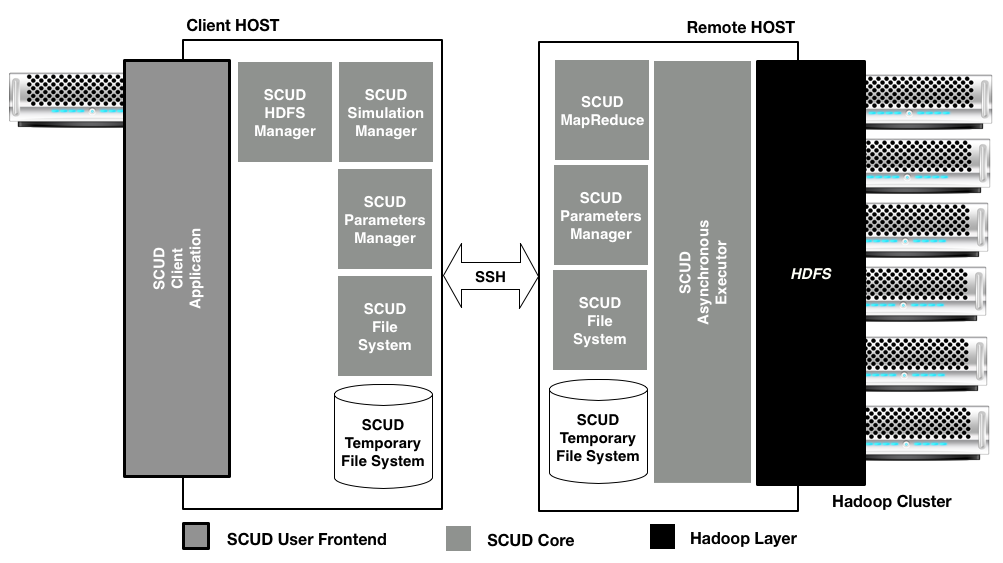 Client HOST
Remote HOST
SCUD
Client
Application
SCUD
HDFS
Manager
SCUD
Simulation
Manager
SCUD
Parameters
Manager
SCUD
File
System
SCUD
Temporary
File System
SSH
SCUD
MapReduce
SCUD
Parameters
Manager
SCUD
File
System
SCUD
Temporary
File System
SCUD
Asynchronous
Executor
HDFS
Hadoop Cluster
SCUD User Frontend
SCUD Core
Hadoop Layer